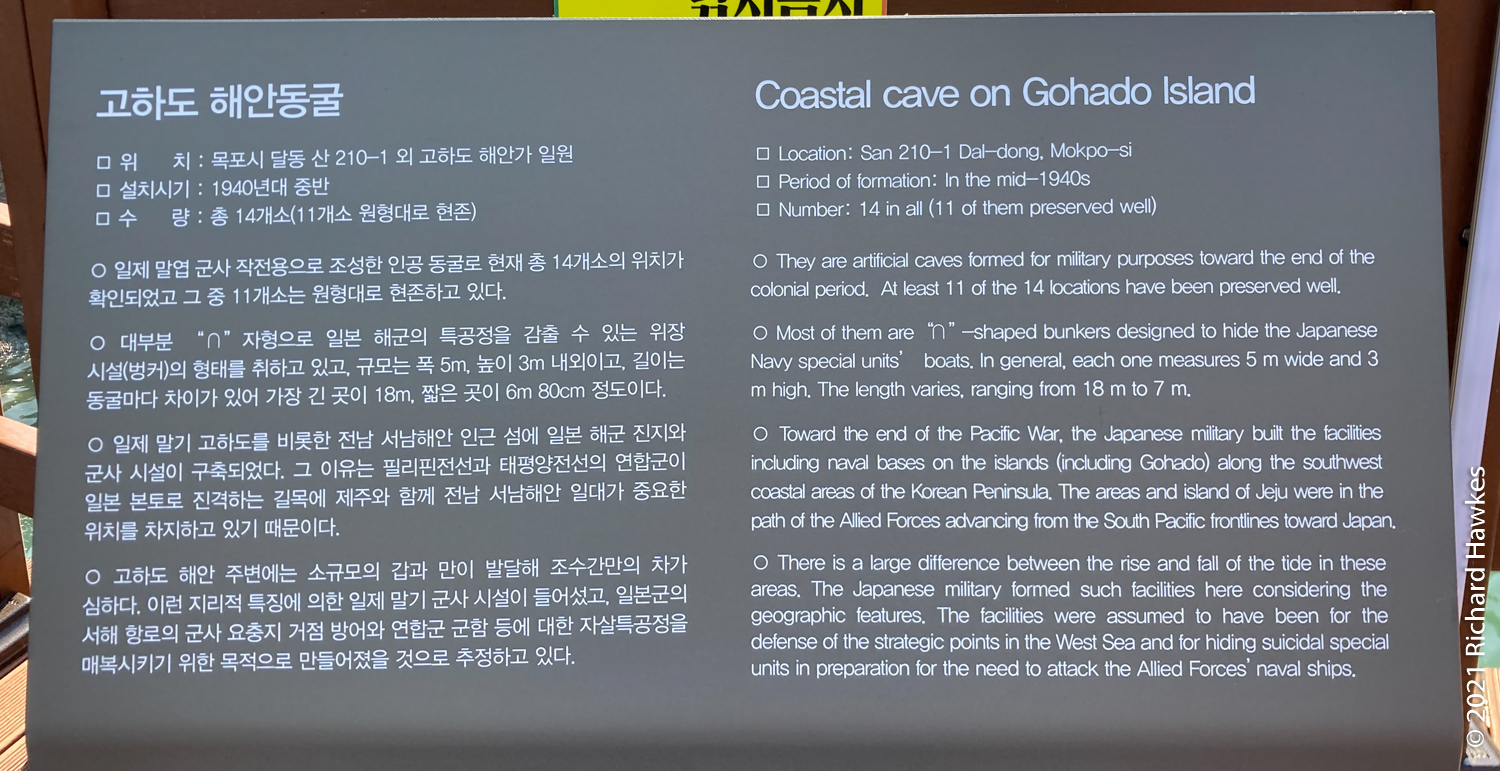 고하도 해안동굴
□ 위 치 : 목포시 달동 산 210-1 외 고하도 해안가 일원
□ 설치시기 : 1940년대 중반
□ 수 량 : 총 14개소(11개소 원형대로 현존)
○ 일제 말엽 군사 작전용으로 조성한 인공 동굴로 현재 총 14개소의 위치가
확인되었고 그 중 11개소는 원형대로 현존하고 있다.
○ 대부분 “∩” 자형으로 일본 해군의 특공정을 감출 수 있는 위장
시설(벙커)의 형태를 취하고 있고, 규모는 폭 5m, 높이 3m 내외이고, 길이는
동굴마다 차이가 있어 가장 긴 곳이 18m, 짧은 곳이 6m 80cm 정도이다.
○ 일제 말기 고하도를 비롯한 전남 서남해안 인근 섬에 일본 해군 진지와
군사 시설이 구축되었다. 그 이유는 필리핀전선과 태평양전선의 연합군이
일본 본토로 진격하는 길목에 제주와 함께 전남 서남해안 일대가 중요한
위치를 차지하고 있기 때문이다.
○ 고하도 해안 주변에는 소규모의 갑과 만이 발달해 조수간만의 차가
심하다. 이런 지리적 특징에 의한 일제 말기 군사 시설이 들어섰고, 일본군의
서해 항로의 군사 요충지 거점 방어와 연합군 군함 등에 대한 자살특공정을
매복시키기 위한 목적으로 만들어졌을 것으로 추정하고 있다.
Coastal cave on Gohado Island
□ Location: San 210-1 Dal-dong, Mokpo-si
□ Period of formation: In the mid-1940s
□ Number: 14 in all (11 of them preserved well)
○ They are artificial caves formed for military purposes toward the end of the
colonial period. At least 11 of the 14 locations have been preserved well.
○ Most of them are “∩”-shaped bunkers designed to hide the Japanese
Navy special units’ boats. In general, each one measures 5 m wide and 3
m high. The length varies, ranging from 18 m to 7 m.
○ Toward the end of the Pacific War, the Japanese military built the facilities
including naval bases on the islands (including Gohado) along the southwest
coastal areas of the Korean Peninsula. The areas and island of Jeju were in the
path of the Allied Forces advancing from the South Pacific frontlines toward Japan.
○ There is a large difference between the rise and fall of the tide in these
areas. The Japanese military formed such facilities here considering the
geographic features. The facilities were assumed to have been for the
defense of the strategic points in the West Sea and for hiding suicidal special
units in preparation for the need to attack the Allied Forces’ naval ships.
©2021 Richard Hawkes